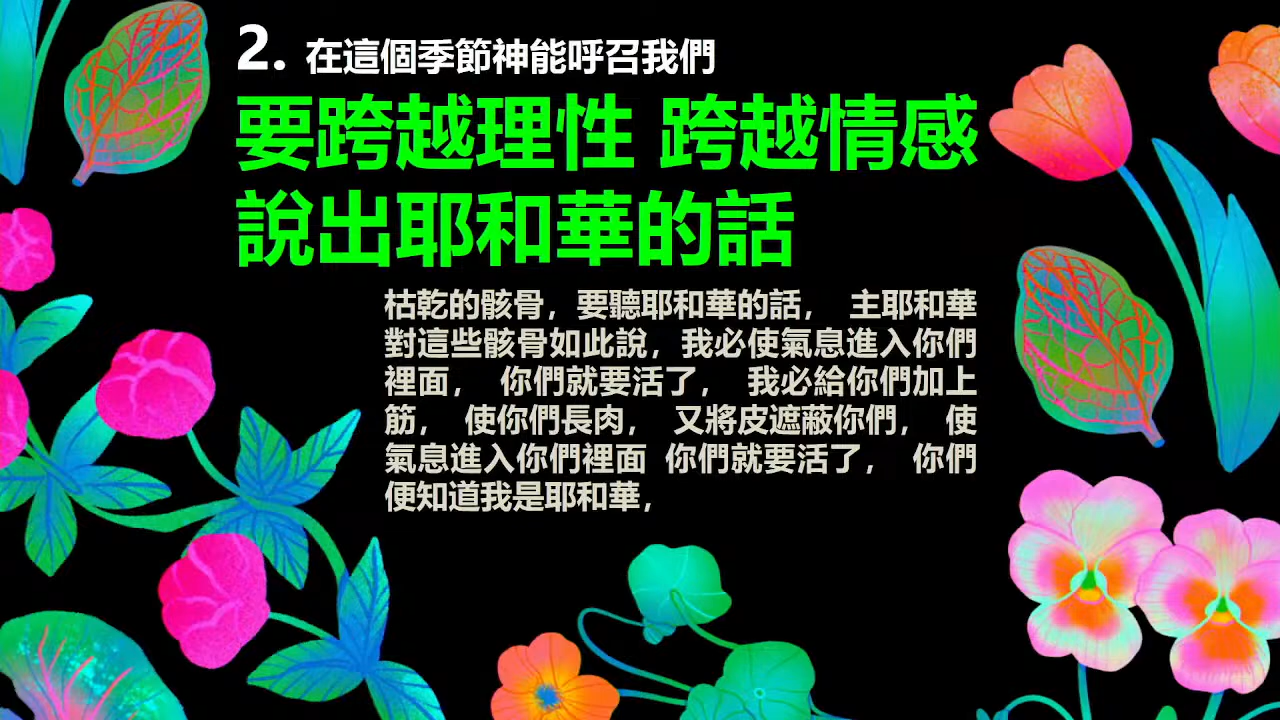 2. 在這個季節神能呼召我們
要跨越理性 跨越情感
說出耶和華的話
枯乾的骸骨，要聽耶和華的話， 主耶和華
對這些骸骨如此說，我必使氣息進入你們
裡面， 你們就要活了， 我必給你們加上
筋， 使你們長肉， 又將皮遮蔽你們， 使
氣息進入你們裡面 你們就要活了， 你們
便知道我是耶和華，